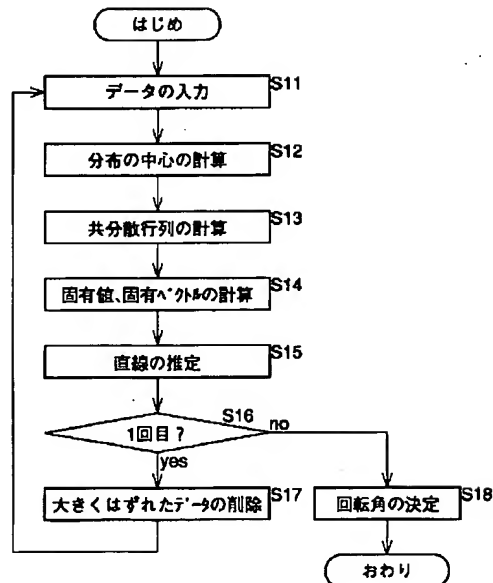 はじめ
データの入力
S11
分布の中心の計算
S12
共分散行列の計算
S13
固有値、固有ベクトルの計算
S14
直線の推定
S15
1回目?
S16
no
yes
大きくはずれたデータの削除
S17
回転角の決定
S18
おわり